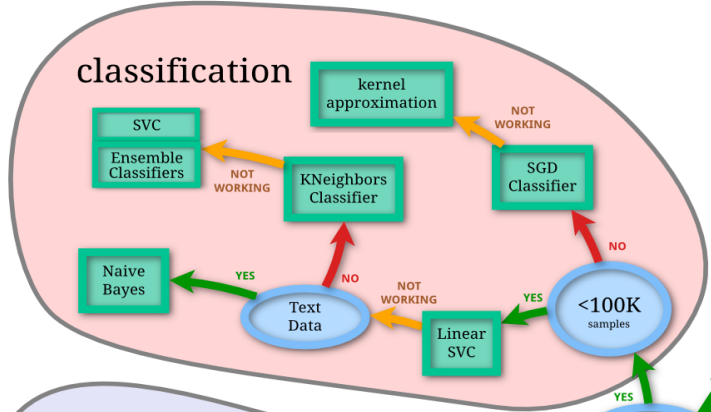 classification
kernel
approximation
NOT
WORKING
SVC
Ensemble
Classifiers
NOT
WORKING
KNeighbors
Classifier
SGD
Classifier
NO
Naive
Bayes
YES
NO
Text
Data
NOT
WORKING
Linear
SVC
YES
<100K
samples
YES